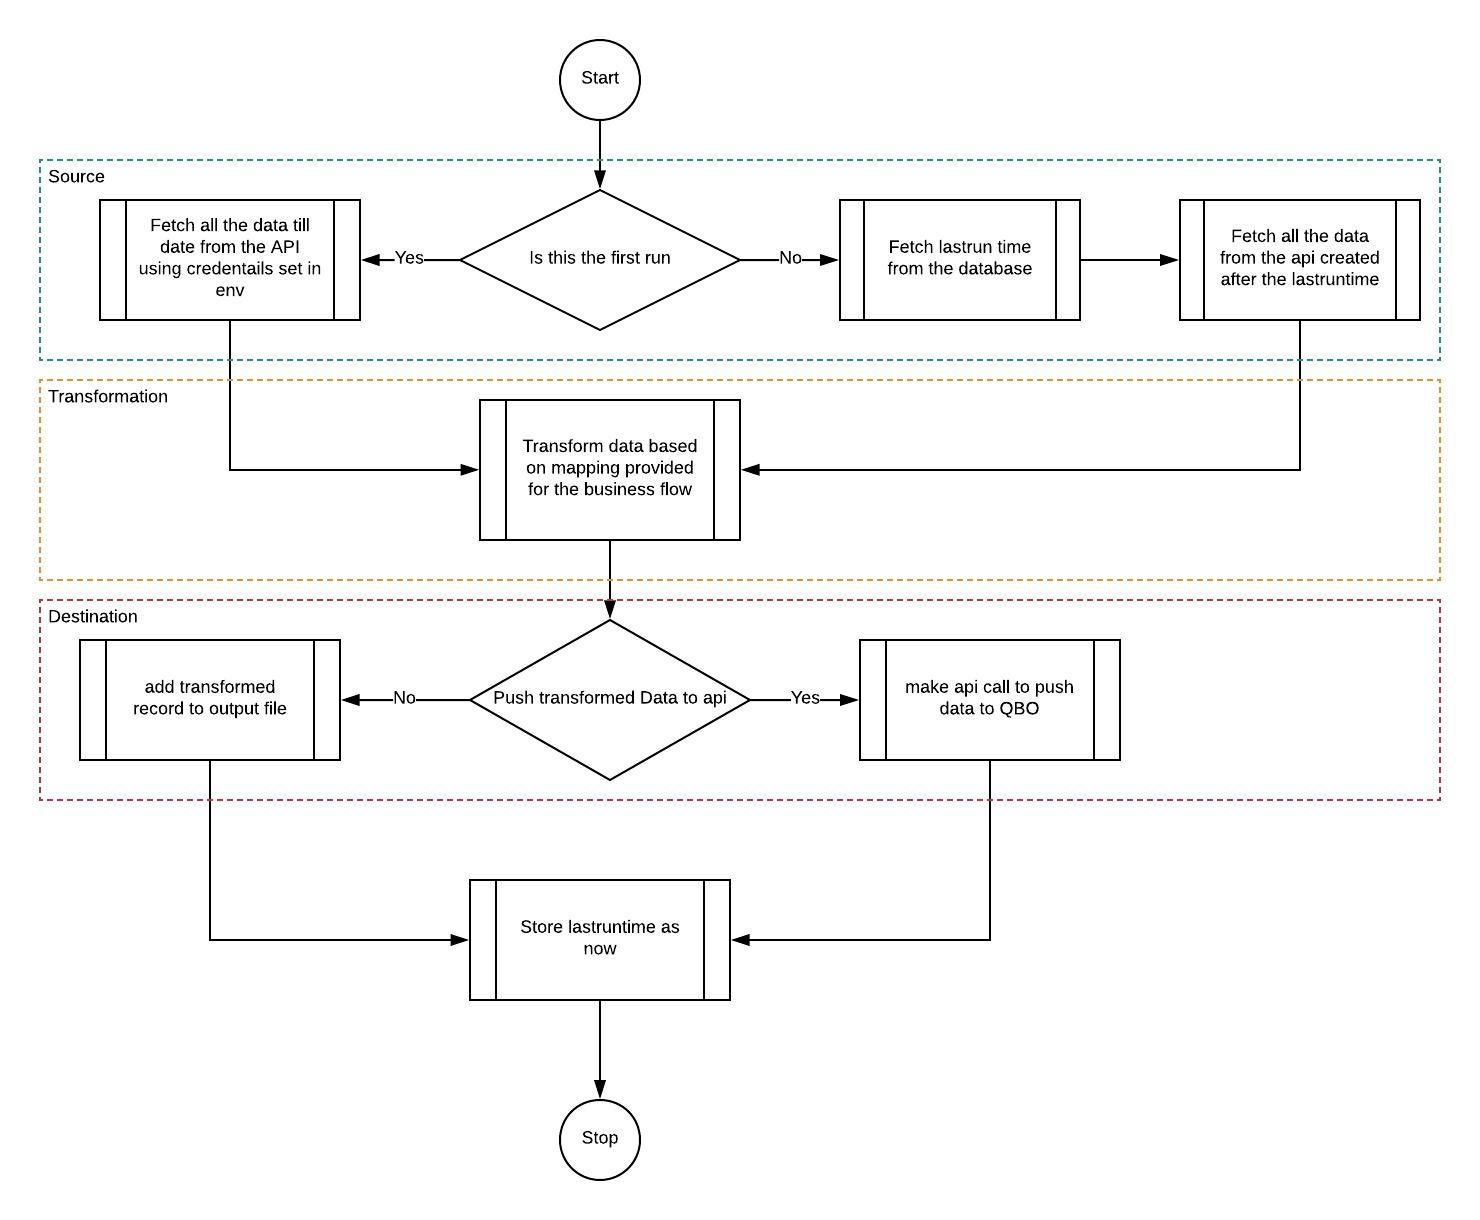 Start
Source
Fetch all the data till
date from the API
using credentails set in
env
Yes
Is this the first run
No
Fetch lastrun time
from the database
Fetch all the data
from the api created
after the lastruntime
Transformation
Transform data based
on mapping provided
for the business flow
Destination
add transformed
record to output file
No
Push transformed Data to api
Yes
make api call to push
data to QBO
Store lastruntime as
now
Stop